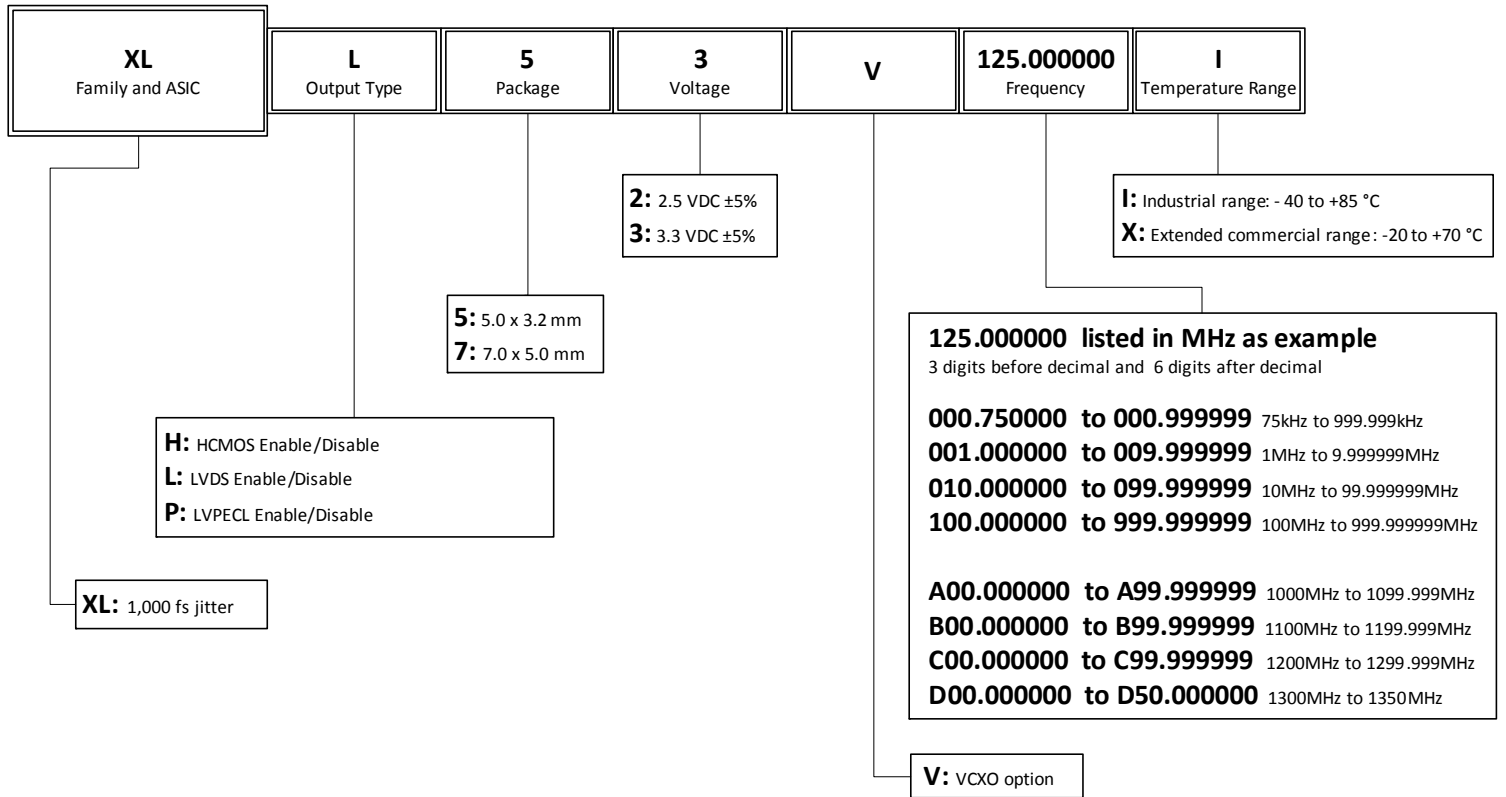 XL
Family and ASIC
L
Output Type
5
Package
3
Voltage
V
125.000000
Frequency
I
Temperature Range
2: 2.5 VDC ±5%
3: 3.3 VDC ±5%
I: Industrial range: - 40 to +85 °C
X: Extended commercial range: -20 to +70 °C
5: 5.0 x 3.2 mm
7: 7.0 x 5.0 mm
125.000000 listed in MHz as example
3 digits before decimal and 6 digits after decimal
000.750000 to 000.999999 75kHz to 999.999kHz
001.000000 to 009.999999 1MHz to 9.999999MHz
010.000000 to 099.999999 10MHz to 99.999999MHz
100.000000 to 999.999999 100MHz to 999.999999MHz
A00.000000 to A99.999999 1000MHz to 1099.999MHz
B00.000000 to B99.999999 1100MHz to 1199.999MHz
C00.000000 to C99.999999 1200MHz to 1299.999MHz
D00.000000 to D50.000000 1300MHz to 1350MHz
H: HCMOS Enable/Disable
L: LVDS Enable/Disable
P: LVPECL Enable/Disable
XL: 1,000 fs jitter
V: VCXO option